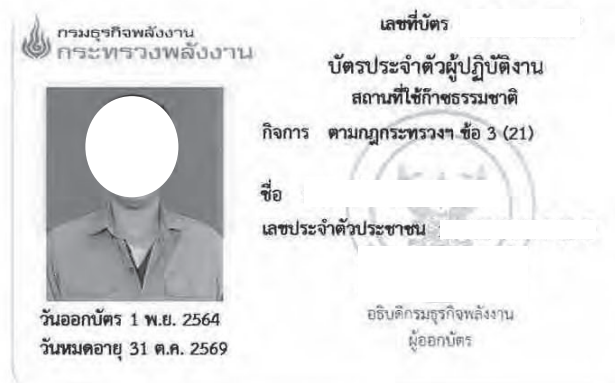 กรมธุรกิจพลังงาน
กระทรวงพลังงาน
เลขที่บัตร
บัตรประจำตัวผู้ปฏิบัติงาน
สถานที่ใช้ก๊าซธรรมชาติ
กิจการ ตามกฎกระทรวงฯ ข้อ 3 (21)
ชื่อ
เลขประจำตัวประชาชน
วันออกบัตร 1 พ.ย. 2564
วันหมดอายุ 31 ต.ค. 2569
อธิบดีกรมธุรกิจพลังงาน
ผู้ออกบัตร